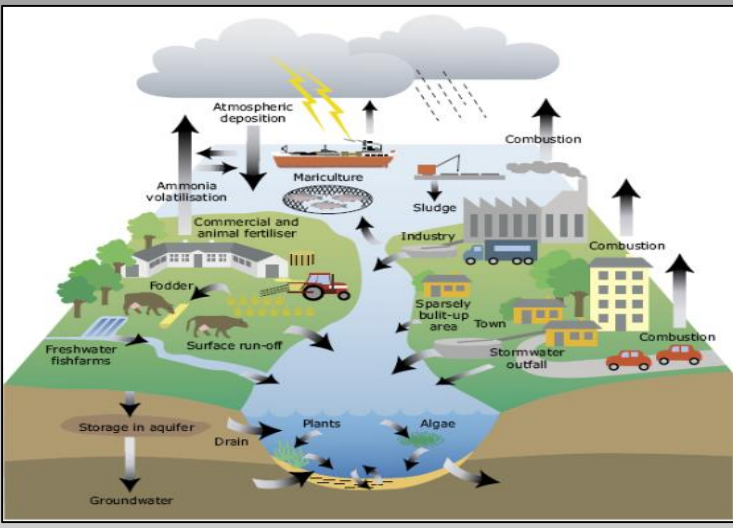 Atmospheric
deposition
Combustion
Mariculture
Ammonia
volatilisation
Sludge
Commercial and
animal fertiliser
Industry
Combustion
Fodder
Sparsely
bulit-up
area
Town
Combustion
Freshwater
fishfarms
Surface run-off
Stormwater
outfall
Storage in aquifer
Drain
Plants
Algae
Groundwater